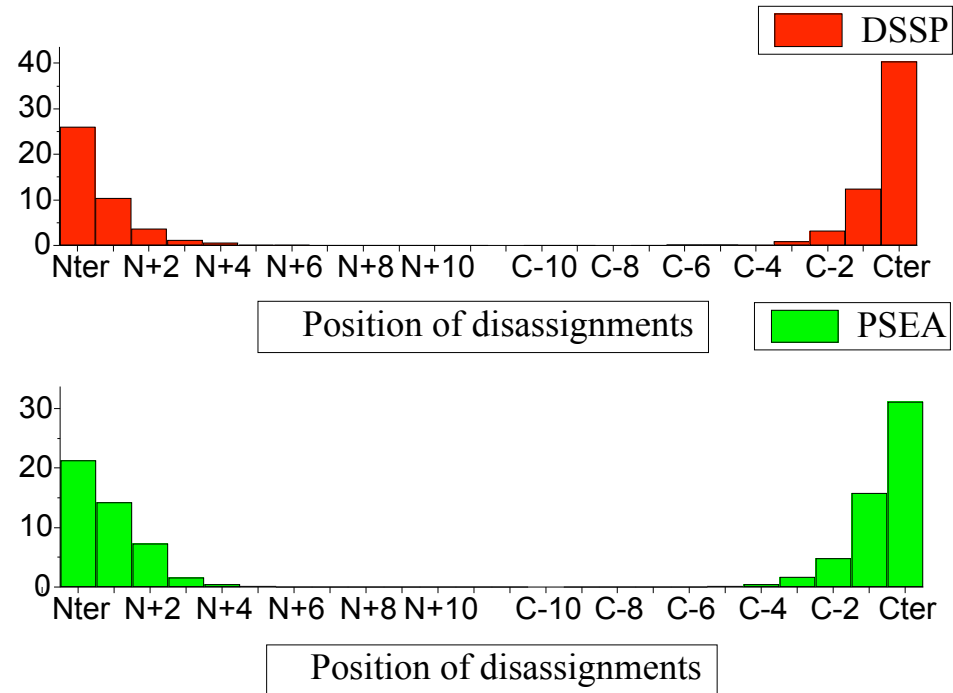 DSSP
40
30
20
10
0
Nter N+2 N+4 N+6 N+8 N+10 C-10 C-8 C-6 C-4 C-2 Cter
Position of disassignments
PSEA
30
20
10
0
Nter N+2 N+4 N+6 N+8 N+10 C-10 C-8 C-6 C-4 C-2 Cter
Position of disassignments